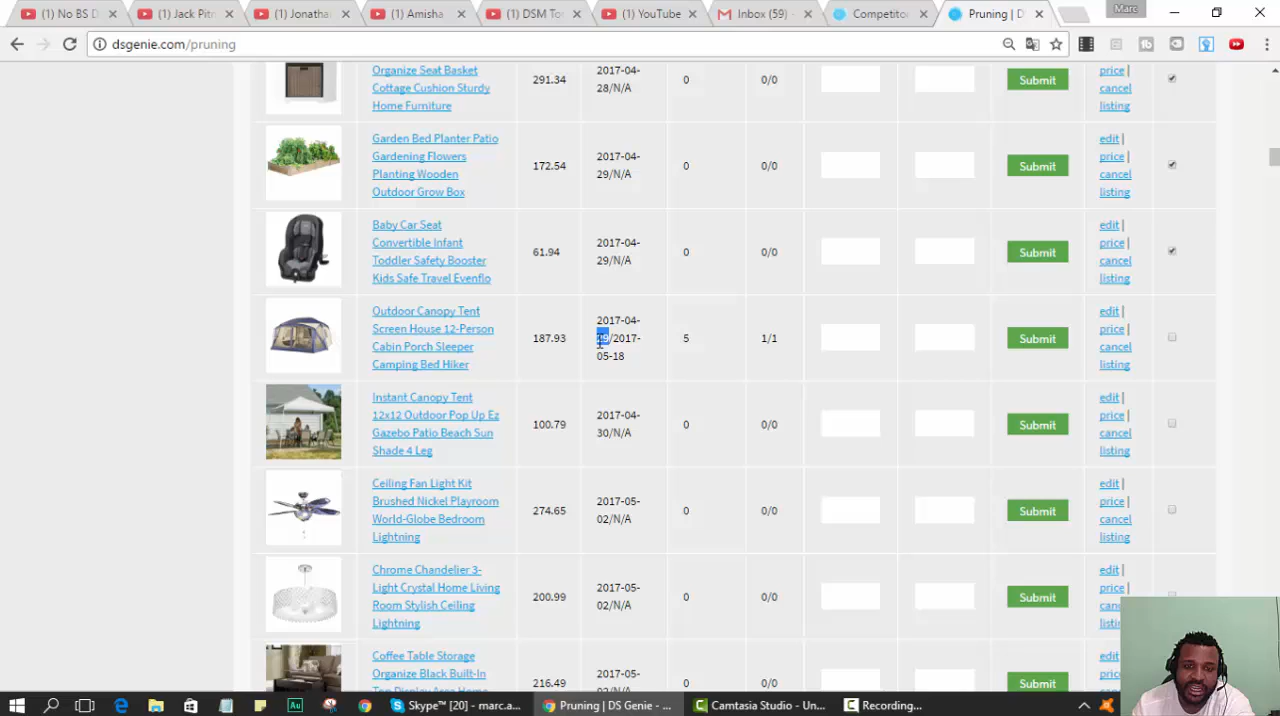 (1) No BS
(1) Jack Pitn
(1) Jonathan
(1) Amisha
(1) DSM To
(1) YouTube
Inbox (59) -
Competito
Pruning | D
Marc
dsgenie.com/pruning
Organize Seat Basket
Cottage Cushion Sturdy
Home Furniture
291.34
2017-04-
28/N/A
0
0/0
Submit
price |
cancel
listing
Garden Bed Planter Patio
Gardening Flowers
Planting Wooden
Outdoor Grow Box
172.54
2017-04-
29/N/A
0
0/0
Submit
edit |
price |
cancel
listing
Baby Car Seat
Convertible Infant
Toddler Safety Booster
Kids Safe Travel Evenflo
61.94
2017-04-
29/N/A
0
0/0
Submit
edit |
price |
cancel
listing
Outdoor Canopy Tent
Screen House 12-Person
Cabin Porch Sleeper
Camping Bed Hiker
187.93
2017-04-
/2017-
05-18
1/1
Submit
edit |
price |
cancel
listing
Instant Canopy Tent
12x12 Outdoor Pop Up Ez
Gazebo Patio Beach Sun
Shade 4 Leg
100.79
2017-04-
30/N/A
0
0/0
Submit
edit |
price |
cancel
listing
Ceiling Fan Light Kit
Brushed Nickel Playroom
World-Globe Bedroom
Lightning
274.65
2017-05-
02/N/A
0
0/0
Submit
edit |
price |
cancel
listing
Chrome Chandelier 3-
Light Crystal Home Living
Room Stylish Ceiling
Lightning
200.99
2017-05-
02/N/A
0
0/0
Submit
edit |
price |
Coffee Table Storage
Organize Black Built-In
216.49
2017-05-
0
0/0
Submit
Skype™ [20] - marc.a...
Pruning | DS Genie - ...
Camtasia Studio - Un...
Recording...